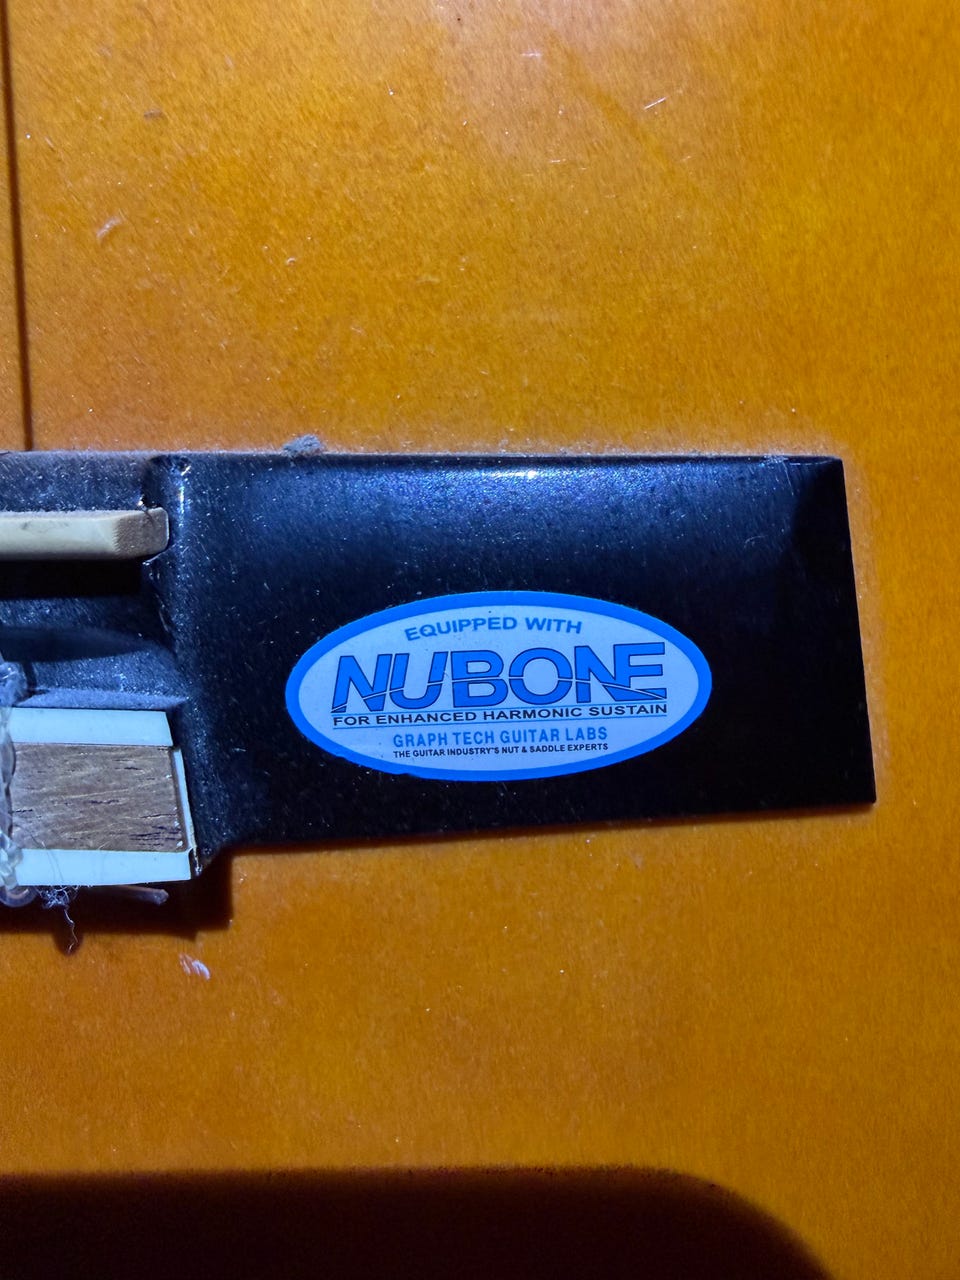 EQUIPPED WITH
NUBONE
FOR ENHANCED HARMONIC SUSTAIN
GRAPH TECH GUITAR LABS
THE GUITAR INDUSTRY'S NUT & SADDLE EXPERTS